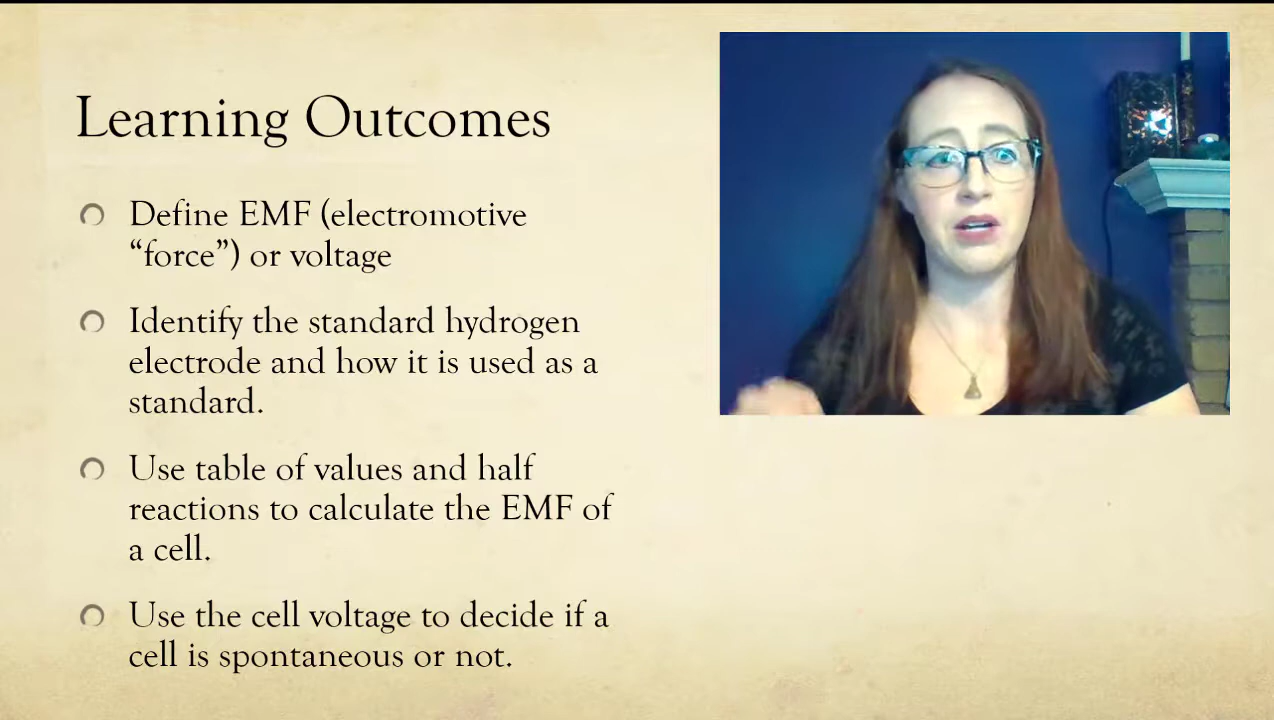 Learning Outcomes
Define EMF (electromotive
“force”) or voltage
Identify the standard hydrogen
electrode and how it is used as a
standard.
Use table of values and half
reactions to calculate the EMF of
a cell.
Use the cell voltage to decide if a
cell is spontaneous or not.